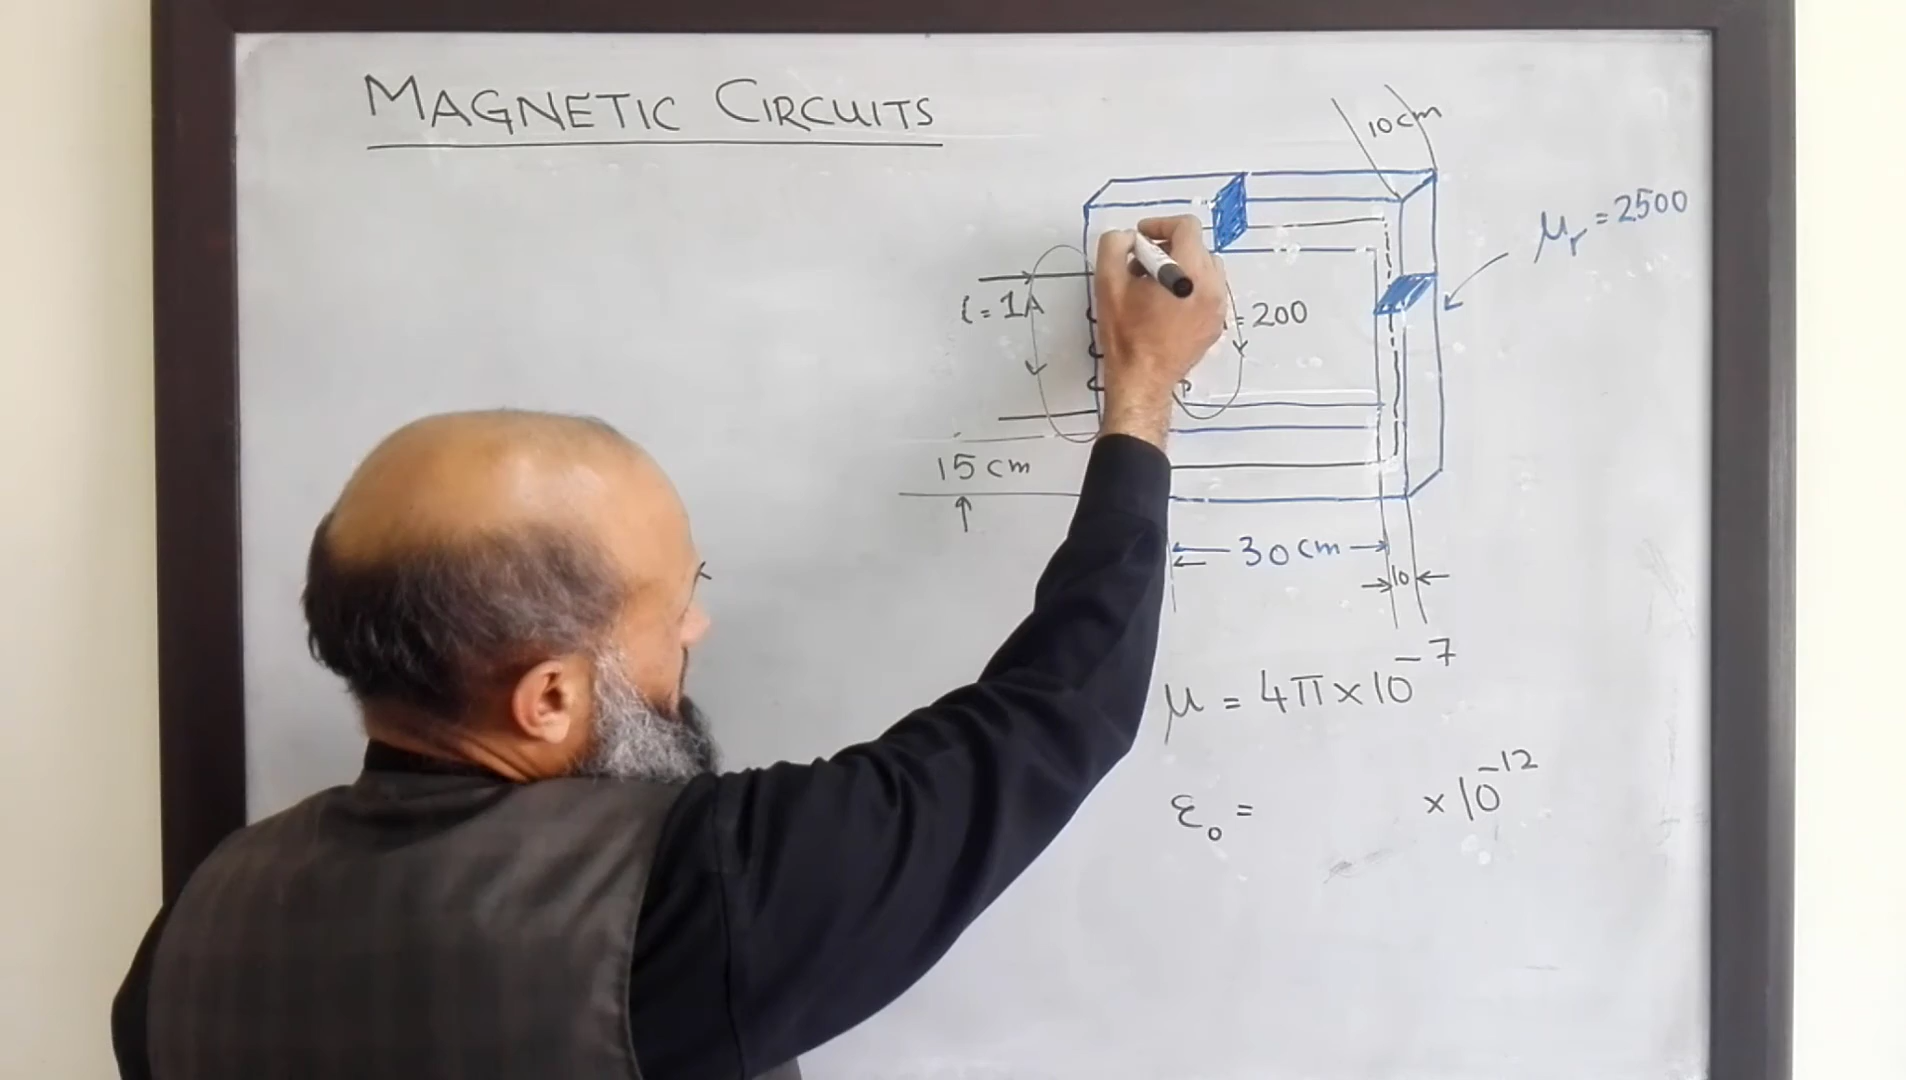 MAGNETIC CIRCUITS
10cm
μr = 2500
i = 1A
= 200
15 cm
30 cm
10
μ = 4π × 10^-7
ε0 = × 10^-12